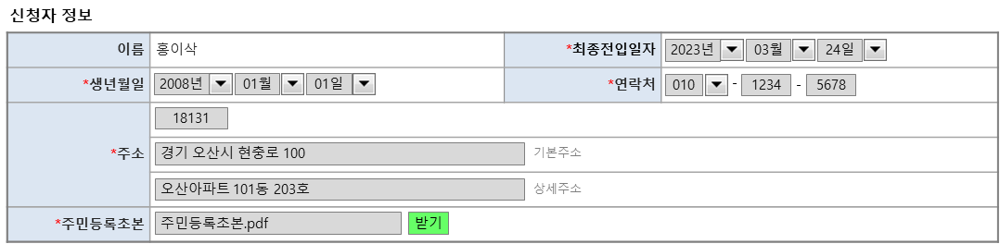 신청자 정보
이름 홍이삭 *최종전입일자 2023년 03월 24일
*생년월일 2008년 01월 01일 *연락처 010 - 1234 - 5678
18131
*주소 경기 오산시 현중로 100 기본주소
오산아파트 101동 203호 상세주소
*주민등록초본 주민등록초본.pdf 받기